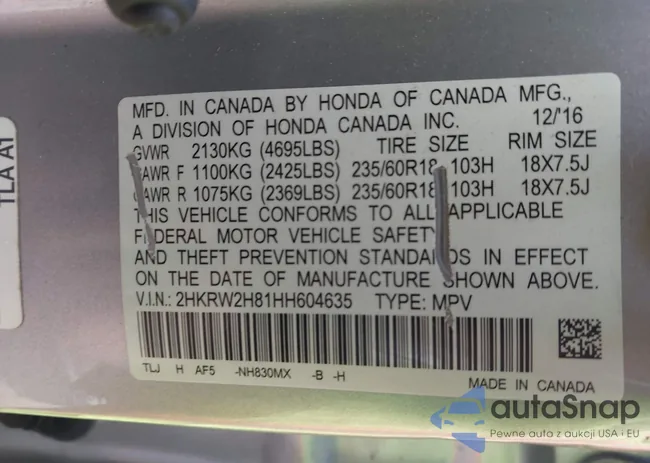 TLA A1
MFD. IN CANADA BY HONDA OF CANADA MFG.,
A DIVISION OF HONDA CANADA INC. 12/'16
GVWR 2130KG (4695LBS) TIRE SIZE RIM SIZE
GAWR F 1100KG (2425LBS) 235/60R18 103H 18X7.5J
GAWR R 1075KG (2369LBS) 235/60R18 103H 18X7.5J
THIS VEHICLE CONFORMS TO ALL APPLICABLE
FEDERAL MOTOR VEHICLE SAFETY
AND THEFT PREVENTION STANDARDS IN EFFECT
ON THE DATE OF MANUFACTURE SHOWN ABOVE.
V.I.N.: 2HKRW2H81HH604635 TYPE: MPV
TLJ H AF5 -NH830MX -B -H
MADE IN CANADA
autaSnap
Pewne auta z aukcji USA i EU